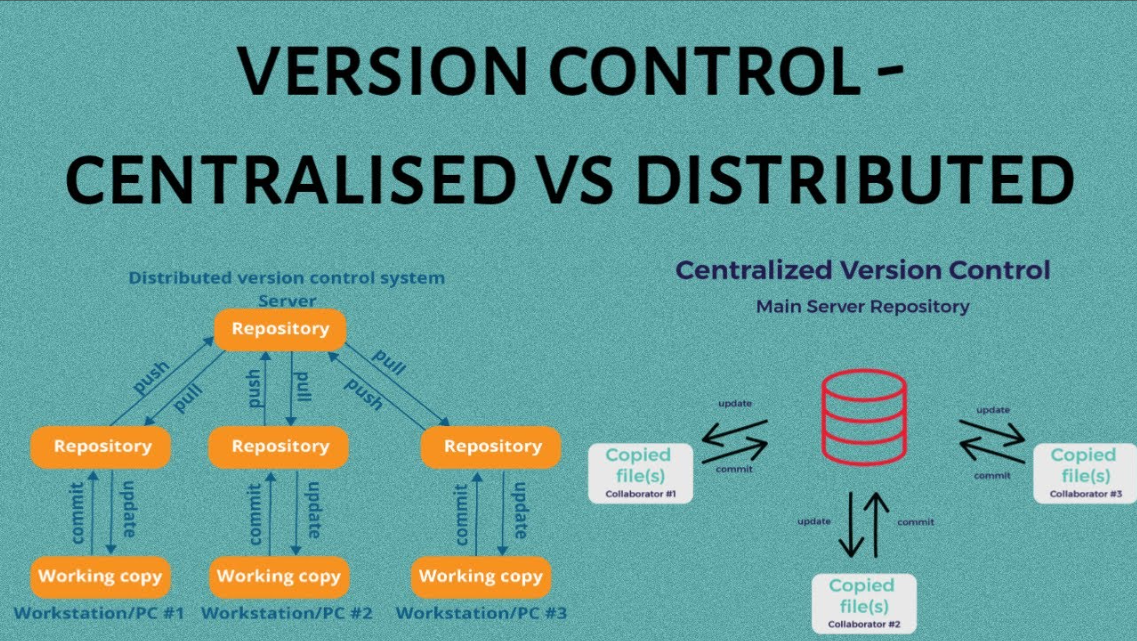 VERSION CONTROL -
CENTRALISED VS DISTRIBUTED
Distributed version control system
Server
Repository
push
pull
push
pull
push
pull
Repository
Repository
Repository
commit
update
commit
update
commit
update
Working copy
Working copy
Working copy
Workstation/PC #1
Workstation/PC #2
Workstation/PC #3
Centralized Version Control
Main Server Repository
update
commit
Copied
file(s)
Collaborator #1
update
commit
Copied
file(s)
Collaborator #3
update
commit
Copied
file(s)
Collaborator #2